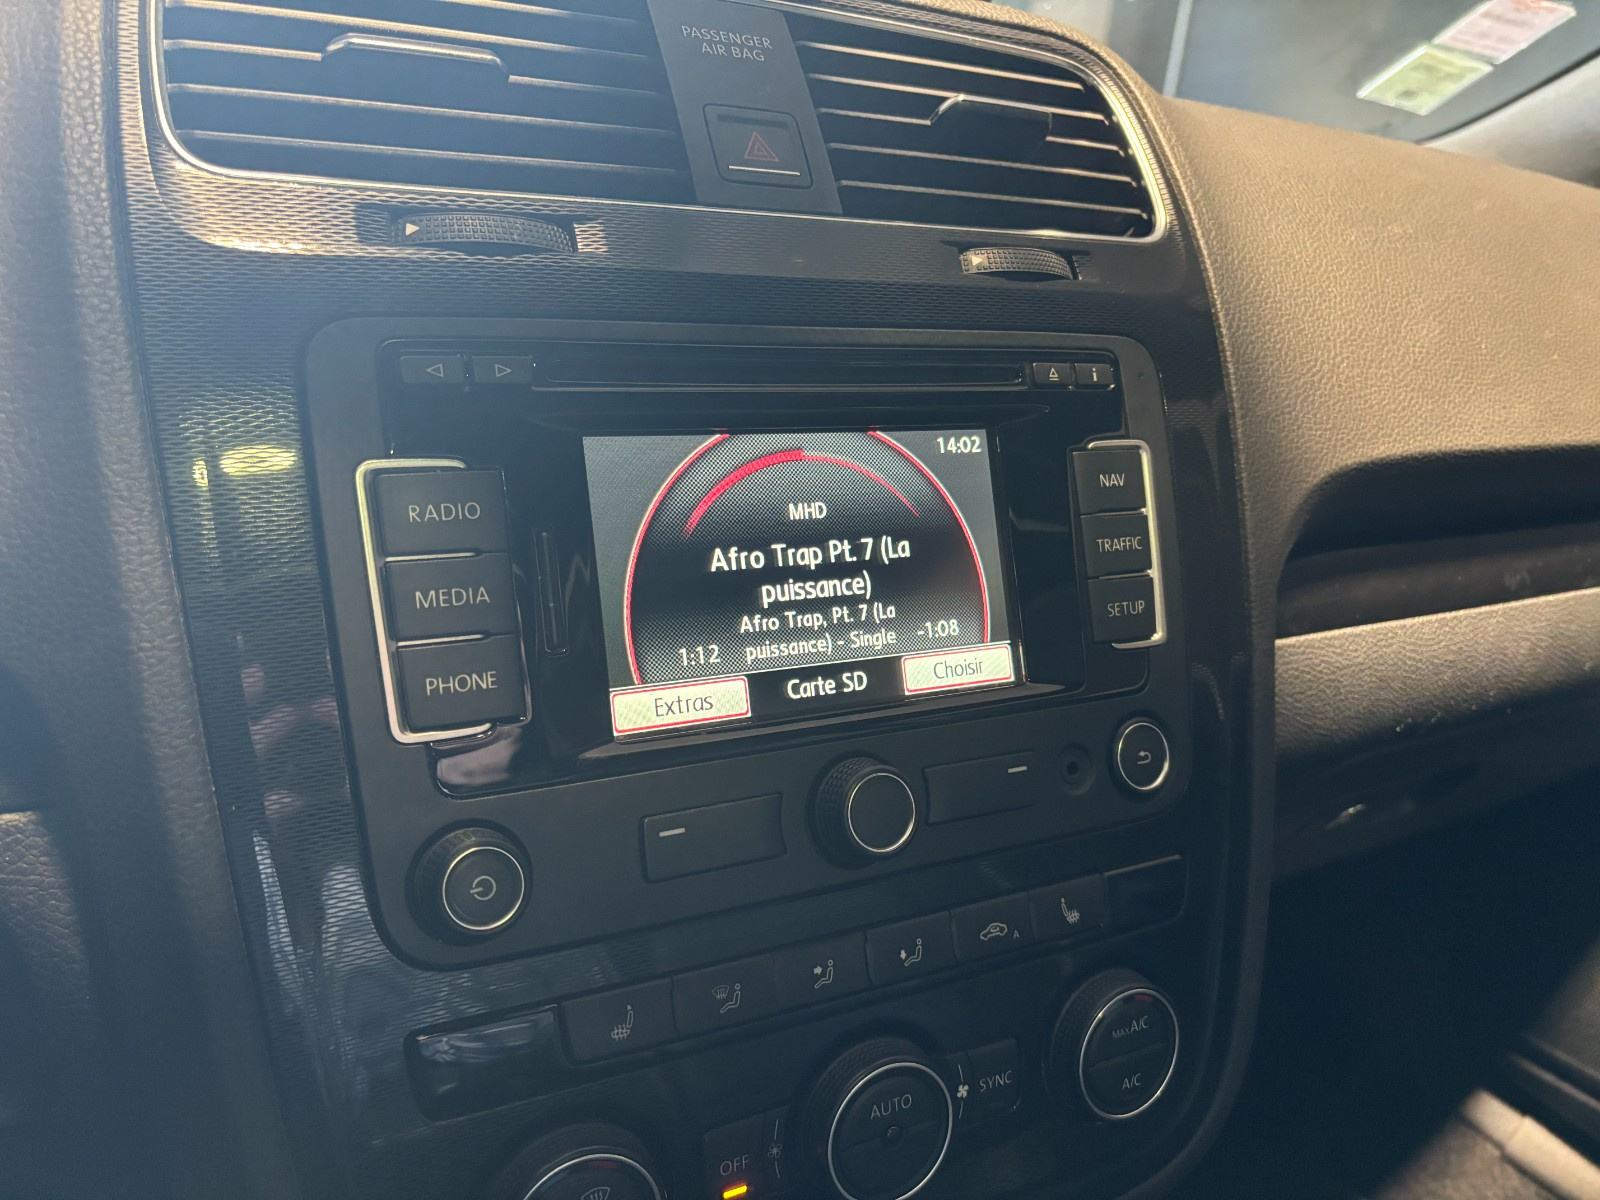 PASSENGER
AIR BAG
i
14:02
MHD
Afro Trap Pt. 7 (La
puissance)
Afro Trap, Pt. 7 (La
puissance) - Single
1:12
-1:08
Extras
Carte SD
Choisir
RADIO
MEDIA
PHONE
NAV
TRAFFIC
SETUP
A
AUTO
SYNC
OFF
MAX A/C
A/C